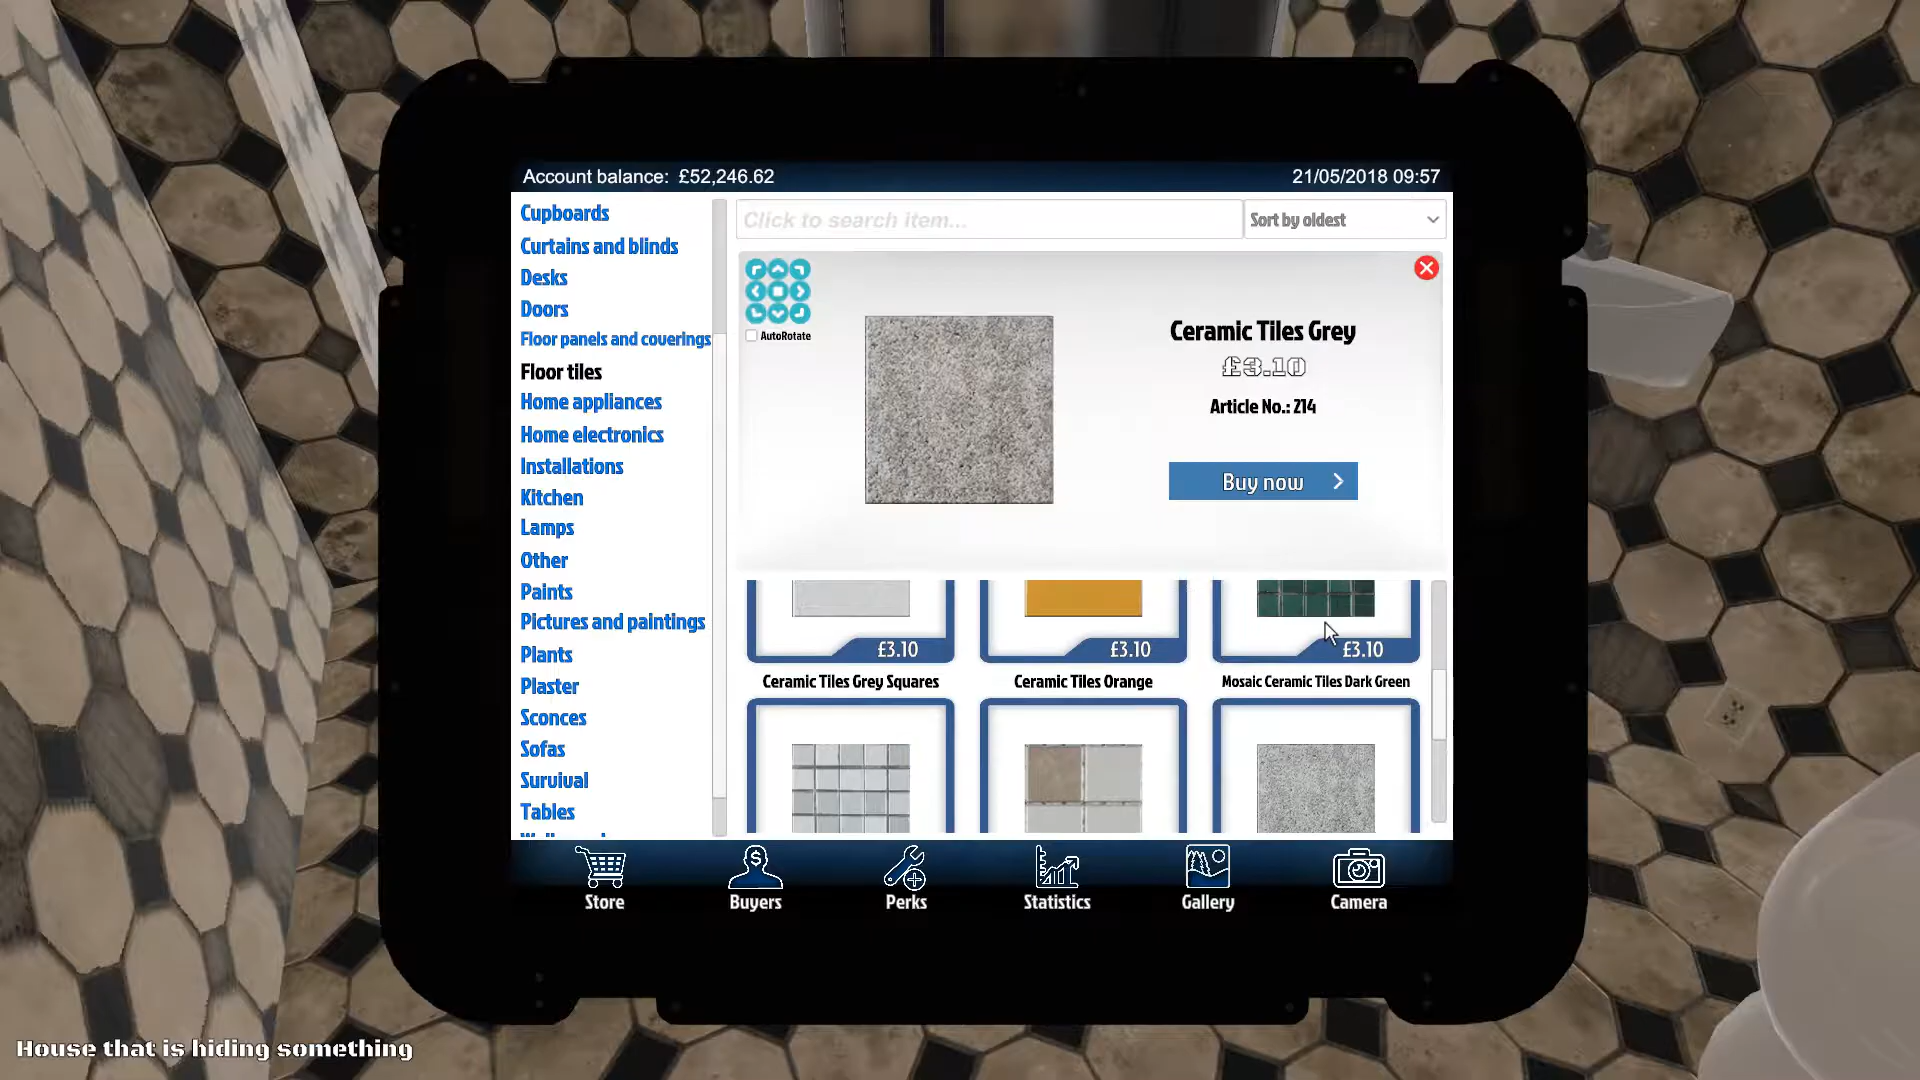 Account balance: £52,246.62
21/05/2018 09:57
Cupboards
Curtains and blinds
Desks
Doors
Floor panels and coverings
Floor tiles
Home appliances
Home electronics
Installations
Kitchen
Lamps
Other
Paints
Pictures and paintings
Plants
Plaster
Sconces
Sofas
Survival
Tables
Click to search item...
Sort by oldest
AutoRotate
Ceramic Tiles Grey
£3.10
Article No.: 214
Buy now
£3.10
£3.10
£3.10
Ceramic Tiles Grey Squares
Ceramic Tiles Orange
Mosaic Ceramic Tiles Dark Green
Store
Buyers
Perks
Statistics
Gallery
Camera
House that is hiding something